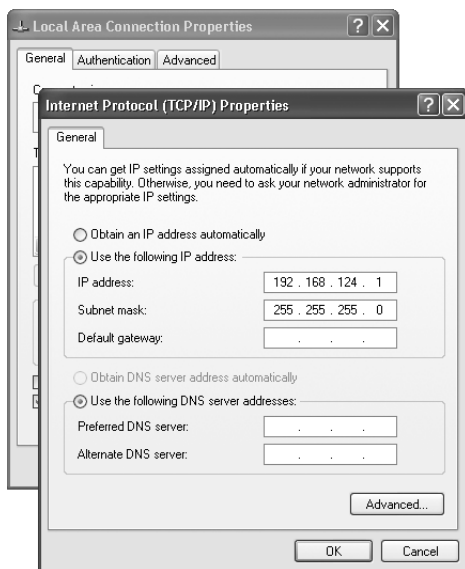 Local Area Connection Properties
General Authentication Advanced
Internet Protocol (TCP/IP) Properties
General
You can get IP settings assigned automatically if your network supports
this capability. Otherwise, you need to ask your network administrator for
the appropriate IP settings.
Obtain an IP address automatically
Use the following IP address:
IP address: 192 . 168 . 124 . 1
Subnet mask: 255 . 255 . 255 . 0
Default gateway: . . .
Obtain DNS server address automatically
Use the following DNS server addresses:
Preferred DNS server: . . .
Alternate DNS server: . . .
Advanced...
OK Cancel